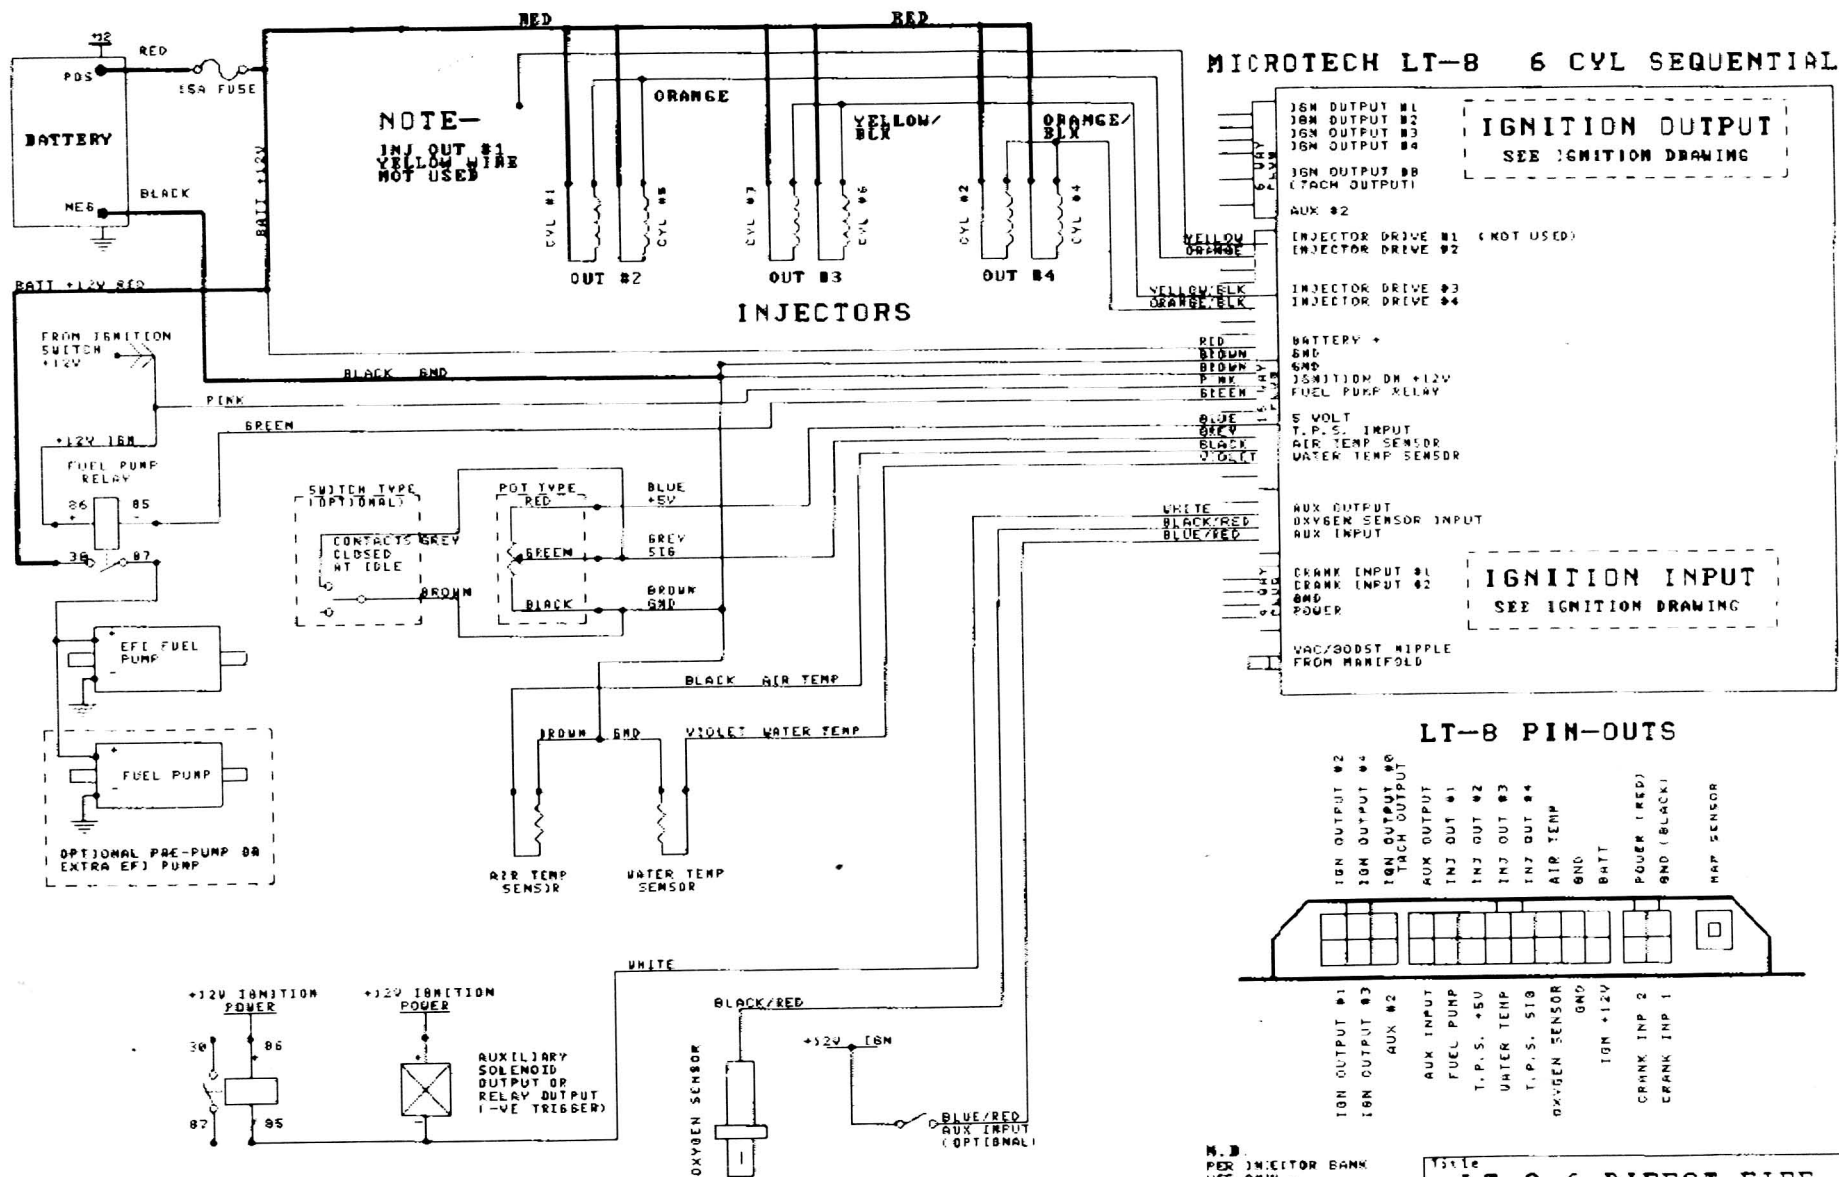 RED
RED
MICROTECH LT-8 6 CYL SEQUENTIAL
+12
RED
POS
15A FUSE
BATTERY
BLACK
NEG
BATT +12V
NOTE-
INJ OUT #1
YELLOW WIRE
NOT USED
ORANGE
YELLOW/
BLK
ORANGE/
BLK
CYL #1
CYL #5
CYL #6
CYL #2
CYL #4
OUT #2
OUT #3
OUT #4
INJECTORS
IGN OUTPUT #1
IGN OUTPUT #2
IGN OUTPUT #3
IGN OUTPUT #4
(TACH OUTPUT)
AUX #2
IGNITION OUTPUT
SEE IGNITION DRAWING
YELLOW
INJECTOR DRIVE #1 (NOT USED)
ORANGE
INJECTOR DRIVE #2
YELLOW/BLK
INJECTOR DRIVE #3
ORANGE/BLK
INJECTOR DRIVE #4
BATT +12V RED
FROM IGNITION
SWITCH
+12V
BLACK GND
PINK
GREEN
RED
BATTERY +
BROWN
GND
BROWN
GND
PINK
IGNITION ON +12V
GREEN
FUEL PUMP RELAY
BLUE
5 VOLT
GREY
T.P.S. INPUT
BLACK
AIR TEMP SENSOR
VIOLET
WATER TEMP SENSOR
WHITE
AUX OUTPUT
BLACK/RED
OXYGEN SENSOR INPUT
BLUE/RED
AUX INPUT
CRANK INPUT #1
CRANK INPUT #2
GND
POWER
VAC/BOOST NIPPLE
FROM MANIFOLD
IGNITION INPUT
SEE IGNITION DRAWING
+12V IGN
FUEL PUMP
RELAY
86
85
30
87
EFI FUEL
PUMP
FUEL PUMP
OPTIONAL PRE-PUMP OR
EXTRA EFI PUMP
SWITCH TYPE
(OPTIONAL)
CONTACTS
CLOSED
AT IDLE
GREY
BROWN
POT TYPE
RED
GREEN
BLACK
BLUE
+5V
GREY
SIG
BROWN
GND
BLACK AIR TEMP
BROWN GND
VIOLET WATER TEMP
AIR TEMP
SENSOR
WATER TEMP
SENSOR
LT-8 PIN-OUTS
IGN OUTPUT #2
IGN OUTPUT #4
TACH OUTPUT
AUX OUTPUT
INJ OUT #1
INJ OUT #2
INJ OUT #3
INJ OUT #4
AIR TEMP
GND
BATT
POWER (RED)
GND (BLACK)
MAP SENSOR
IGN OUTPUT #1
IGN OUTPUT #3
AUX #2
AUX INPUT
FUEL PUMP
T.P.S. +5V
WATER TEMP
T.P.S. SIG
OXYGEN SENSOR
GND
IGN +12V
CRANK INP 2
CRANK INP 1
WHITE
+12V IGNITION
POWER
30
86
87
85
+12V IGNITION
POWER
AUXILIARY
SOLENOID
OUTPUT OR
RELAY OUTPUT
(-VE TRIGGER)
BLACK/RED
OXYGEN SENSOR
+12V IGN
BLUE/RED
AUX INPUT
(OPTIONAL)
N.B.
PER INJECTOR BANK
Title